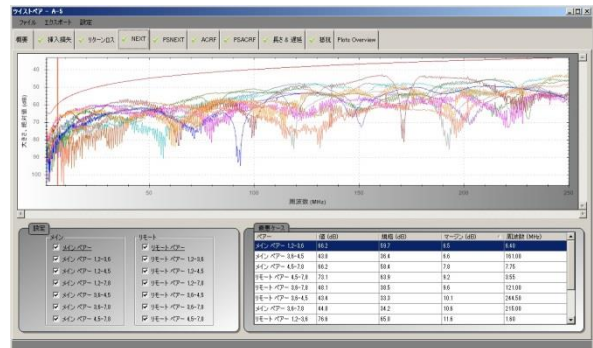 ツイストペア - A-5
ファイル エクスポート 設定
概要 挿入損失 リターンロス NEXT PSNEXT ACRF PSACRF 長さ & 遅延 抵抗 Plots Overview
40
50
60
70
80
90
100
大きさ, 絶対値 (dB)
50 100 150 200 250
周波数 (MHz)
設定
メイン リモート
メイン ペアー リモート ペアー
メイン ペアー 1,2-3,6 リモート ペアー 1,2-3,6
メイン ペアー 1,2-4,5 リモート ペアー 1,2-4,5
メイン ペアー 1,2-7,8 リモート ペアー 1,2-7,8
メイン ペアー 3,6-4,5 リモート ペアー 3,6-4,5
メイン ペアー 3,6-7,8 リモート ペアー 3,6-7,8
メイン ペアー 4,5-7,8 リモート ペアー 4,5-7,8
最悪ケース
ペアー 値 (dB) 規格 (dB) マージン (dB) 周波数 (MHz)
メイン ペアー 1,2-3,6 66.2 59.7 6.5 6.40
メイン ペアー 3,6-4,5 43.0 36.4 6.6 161.00
メイン ペアー 4,5-7,8 66.2 58.4 7.8 7.75
リモート ペアー 4,5-7,8 73.1 63.9 9.2 3.55
リモート ペアー 3,6-7,8 48.1 38.5 9.6 121.00
リモート ペアー 3,6-4,5 43.4 33.3 10.1 244.50
メイン ペアー 3,6-7,8 44.8 34.2 10.6 215.00
リモート ペアー 1,2-3,6 76.6 65.0 11.6 1.60